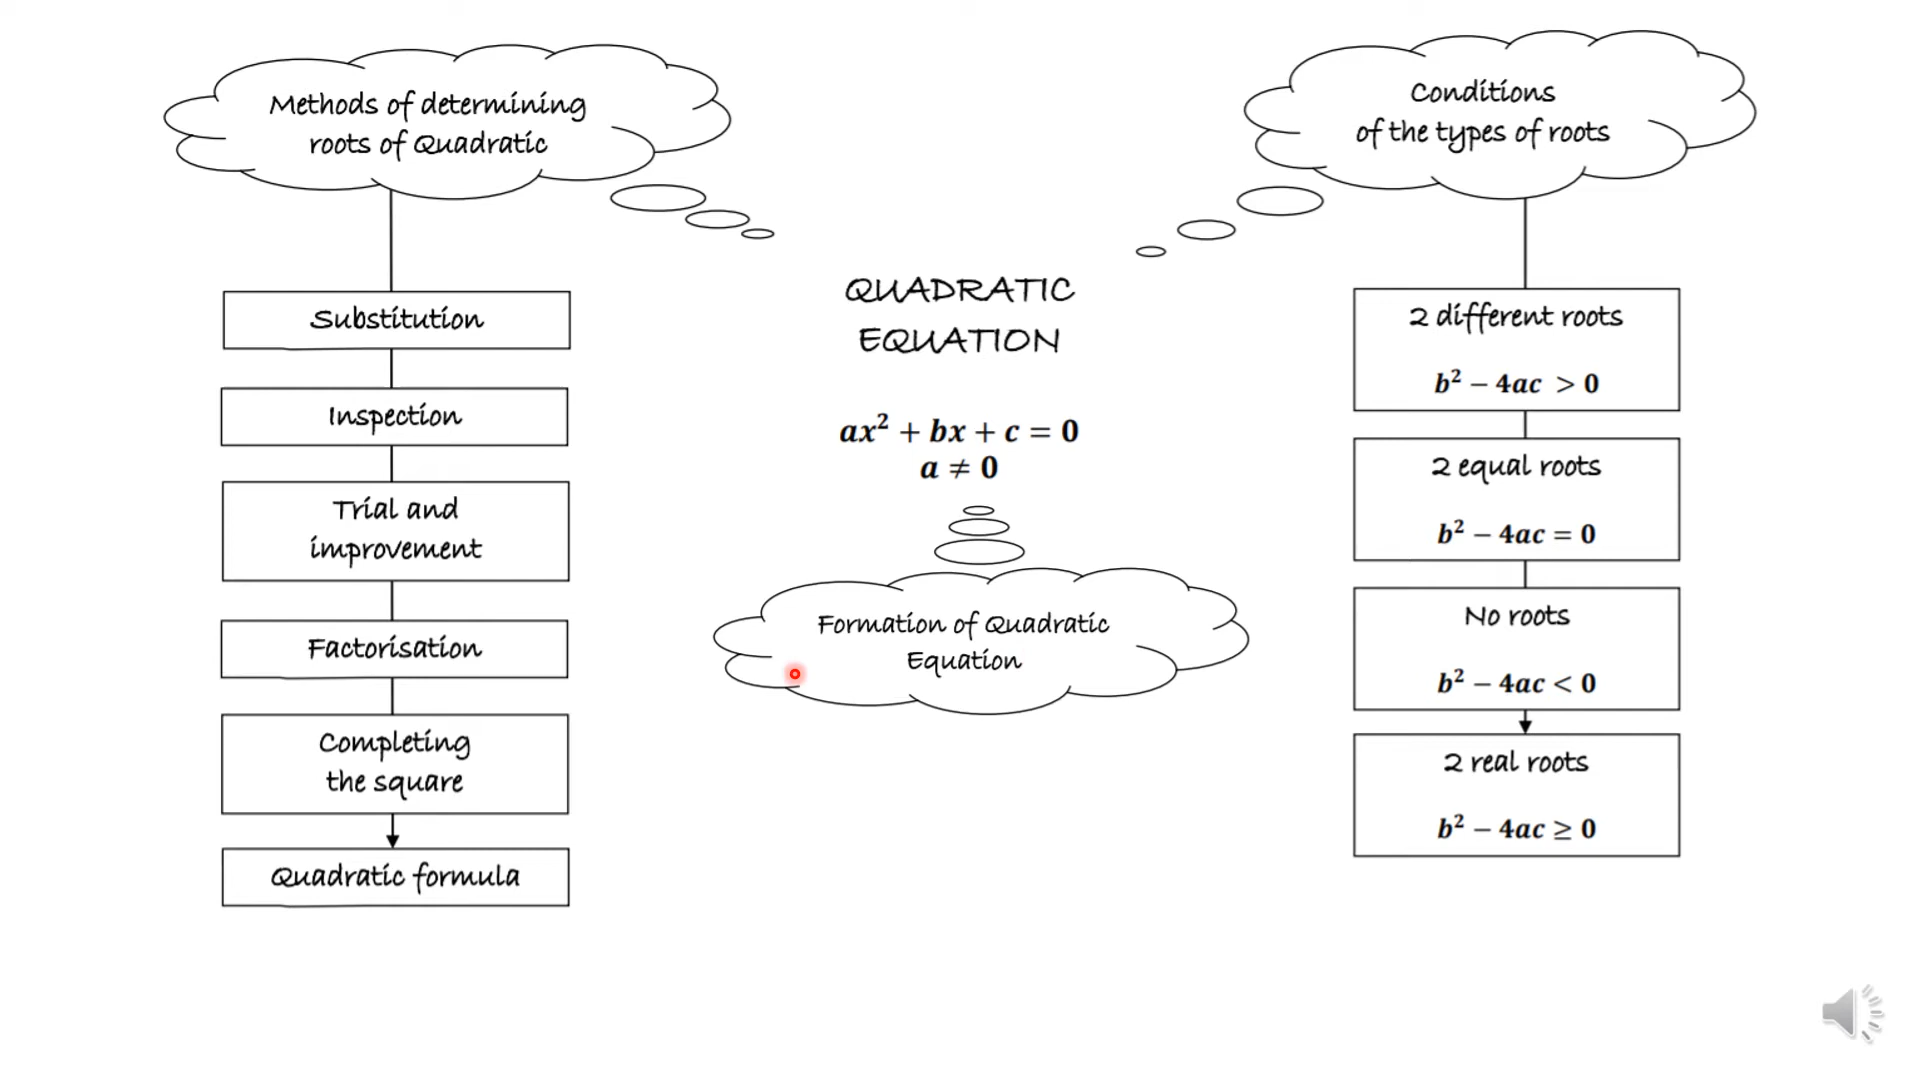 Methods of determining
roots of Quadratic
Substitution
Inspection
Trial and
improvement
Factorisation
Completing
the square
Quadratic formula
QUADRATIC
EQUATION
ax² + bx + c = 0
a ≠ 0
Formation of Quadratic
Equation
Conditions
of the types of roots
2 different roots
b² − 4ac > 0
2 equal roots
b² − 4ac = 0
No roots
b² − 4ac < 0
2 real roots
b² − 4ac ≥ 0